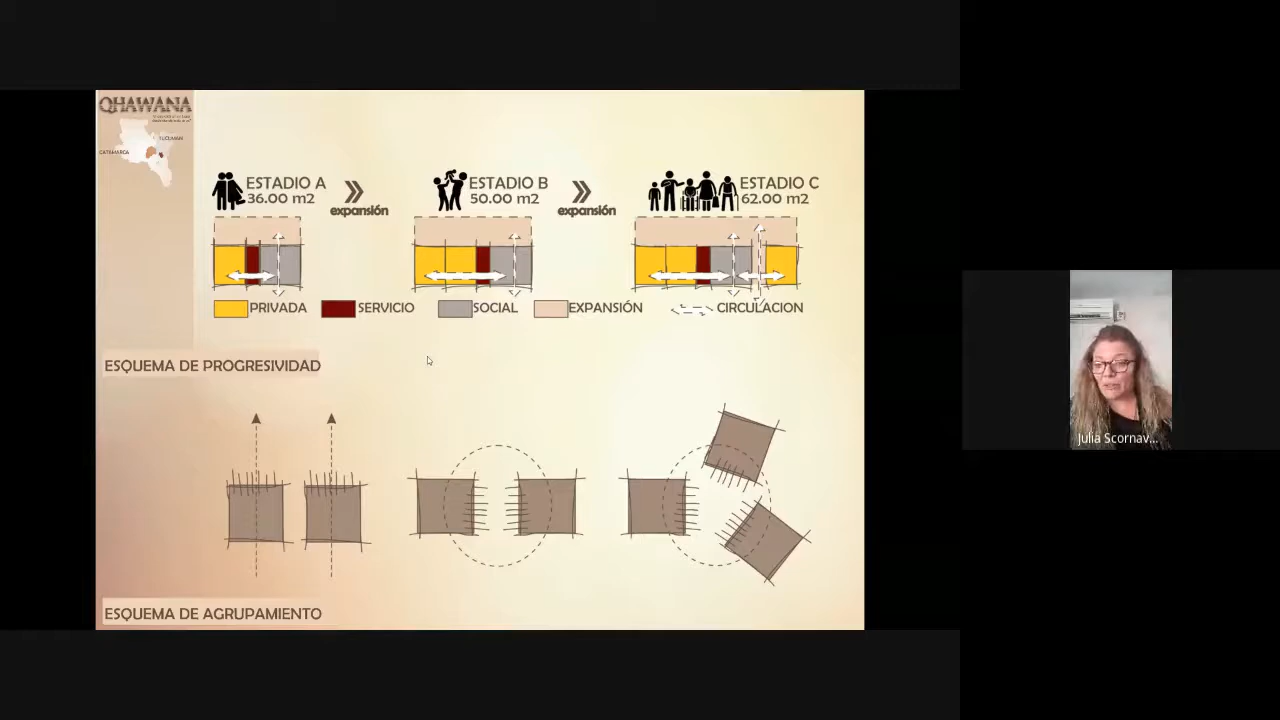 QHAWANA
TUCUMAN
CATAMARCA
ESTADIO A
36.00 m2
expansión
ESTADIO B
50.00 m2
expansión
ESTADIO C
62.00 m2
PRIVADA
SERVICIO
SOCIAL
EXPANSIÓN
CIRCULACION
ESQUEMA DE PROGRESIVIDAD
ESQUEMA DE AGRUPAMIENTO
Julia Scornav...